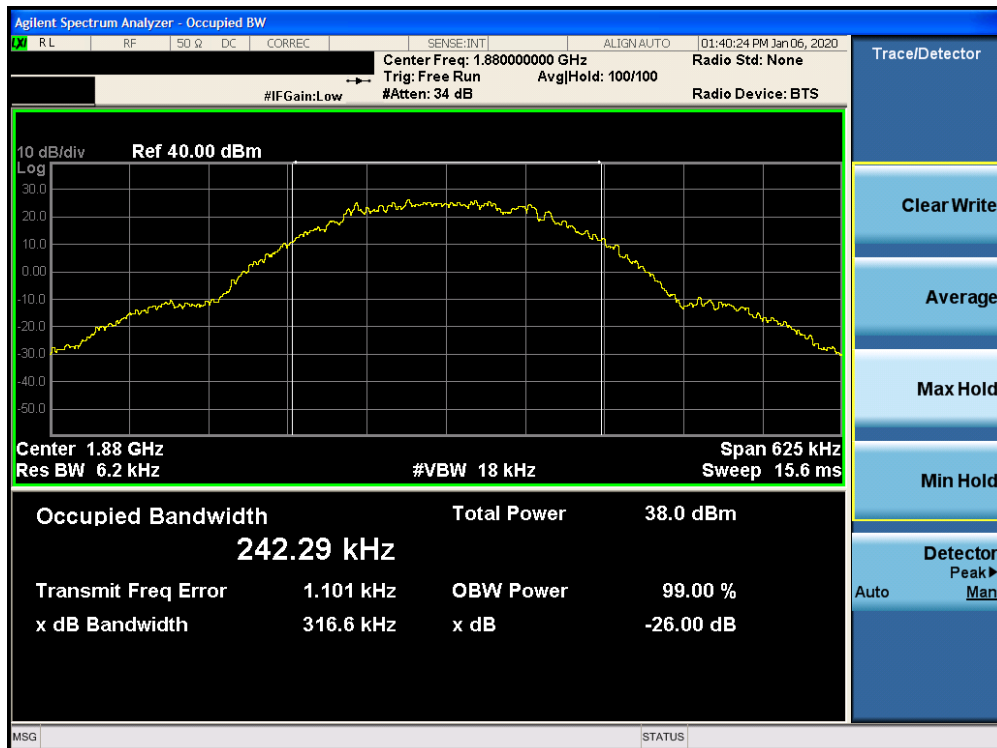 Agilent Spectrum Analyzer - Occupied BW
LXI RL RF 50 Ω DC CORREC SENSE:INT ALIGN AUTO 01:40:24 PM Jan 06, 2020
Center Freq: 1.880000000 GHz Radio Std: None
Trig: Free Run Avg|Hold: 100/100
#IFGain:Low #Atten: 34 dB Radio Device: BTS
Trace/Detector
10 dB/div Ref 40.00 dBm
Log
30.0
20.0
10.0
0.00
-10.0
-20.0
-30.0
-40.0
-50.0
Center 1.88 GHz Span 625 kHz
Res BW 6.2 kHz #VBW 18 kHz Sweep 15.6 ms
Clear Write
Average
Max Hold
Min Hold
Detector
Peak▶
Auto Man
Occupied Bandwidth Total Power 38.0 dBm
242.29 kHz
Transmit Freq Error 1.101 kHz OBW Power 99.00 %
x dB Bandwidth 316.6 kHz x dB -26.00 dB
MSG STATUS